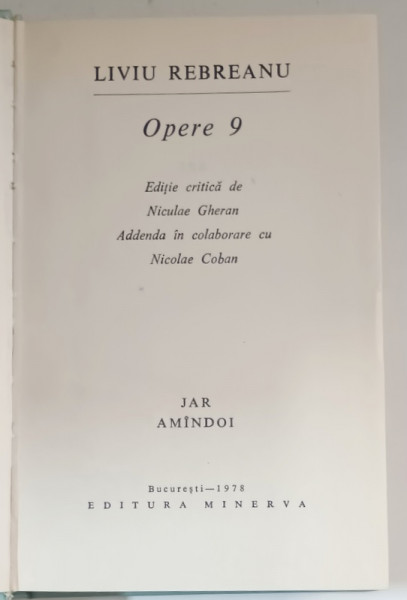 LIVIU REBREANU
Opere 9
Ediție critică de
Niculae Gheran
Addenda în colaborare cu
Nicolae Coban
JAR
AMÎNDOI
București—1978
EDITURA MINERVA